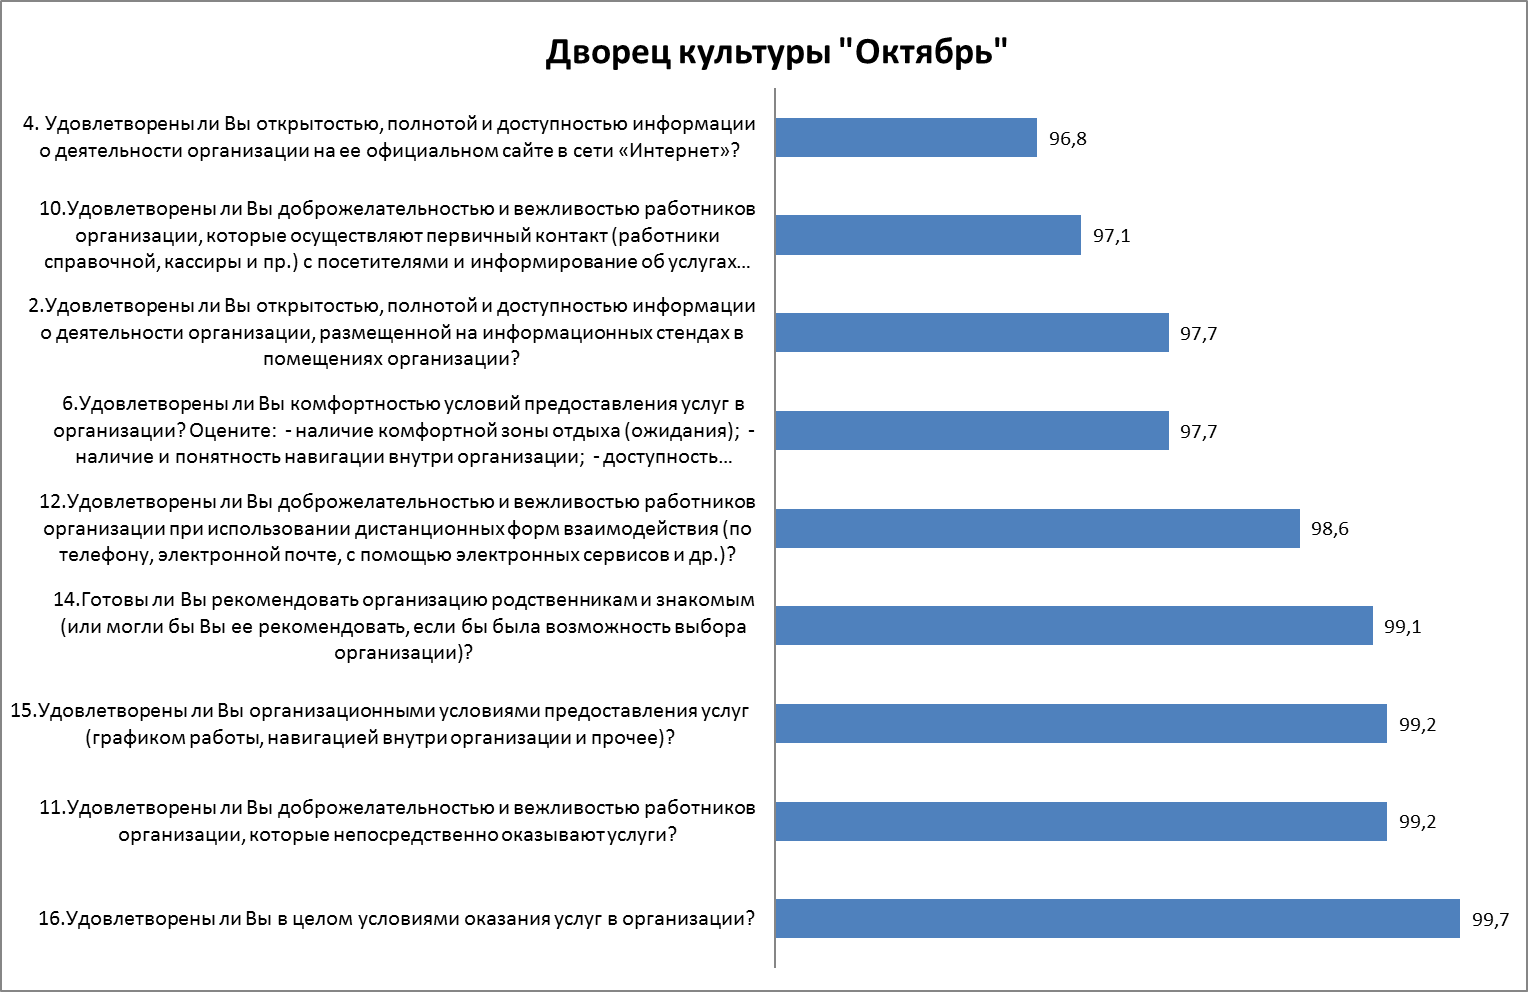 Дворец культуры "Октябрь"
4. Удовлетворены ли Вы открытостью, полнотой и доступностью информации
о деятельности организации на ее официальном сайте в сети «Интернет»?
96,8
10.Удовлетворены ли Вы доброжелательностью и вежливостью работников
организации, которые осуществляют первичный контакт (работники
справочной, кассиры и пр.) с посетителями и информирование об услугах...
97,1
2.Удовлетворены ли Вы открытостью, полнотой и доступностью информации
о деятельности организации, размещенной на информационных стендах в
помещениях организации?
97,7
6.Удовлетворены ли Вы комфортностью условий предоставления услуг в
организации? Оцените:  - наличие комфортной зоны отдыха (ожидания);  -
наличие и понятность навигации внутри организации;  - доступность...
97,7
12.Удовлетворены ли Вы доброжелательностью и вежливостью работников
организации при использовании дистанционных форм взаимодействия (по
телефону, электронной почте, с помощью электронных сервисов и др.)?
98,6
14.Готовы ли Вы рекомендовать организацию родственникам и знакомым
(или могли бы Вы ее рекомендовать, если бы была возможность выбора
организации)?
99,1
15.Удовлетворены ли Вы организационными условиями предоставления услуг
(графиком работы, навигацией внутри организации и прочее)?
99,2
11.Удовлетворены ли Вы доброжелательностью и вежливостью работников
организации, которые непосредственно оказывают услуги?
99,2
16.Удовлетворены ли Вы в целом условиями оказания услуг в организации?
99,7